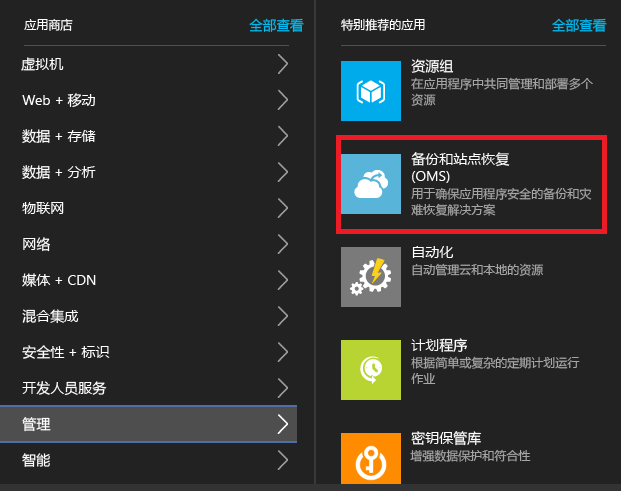 应用商店 全部查看
虚拟机
Web + 移动
数据 + 存储
数据 + 分析
物联网
网络
媒体 + CDN
混合集成
安全性 + 标识
开发人员服务
管理
智能
特别推荐的应用 全部查看
资源组
在应用程序中共同管理和部署多个
资源
备份和站点恢复
(OMS)
用于确保应用程序安全的备份和灾
难恢复解决方案
自动化
自动管理云和本地的资源
计划程序
根据简单或复杂的定期计划运行
作业
密钥保管库
增强数据保护和符合性